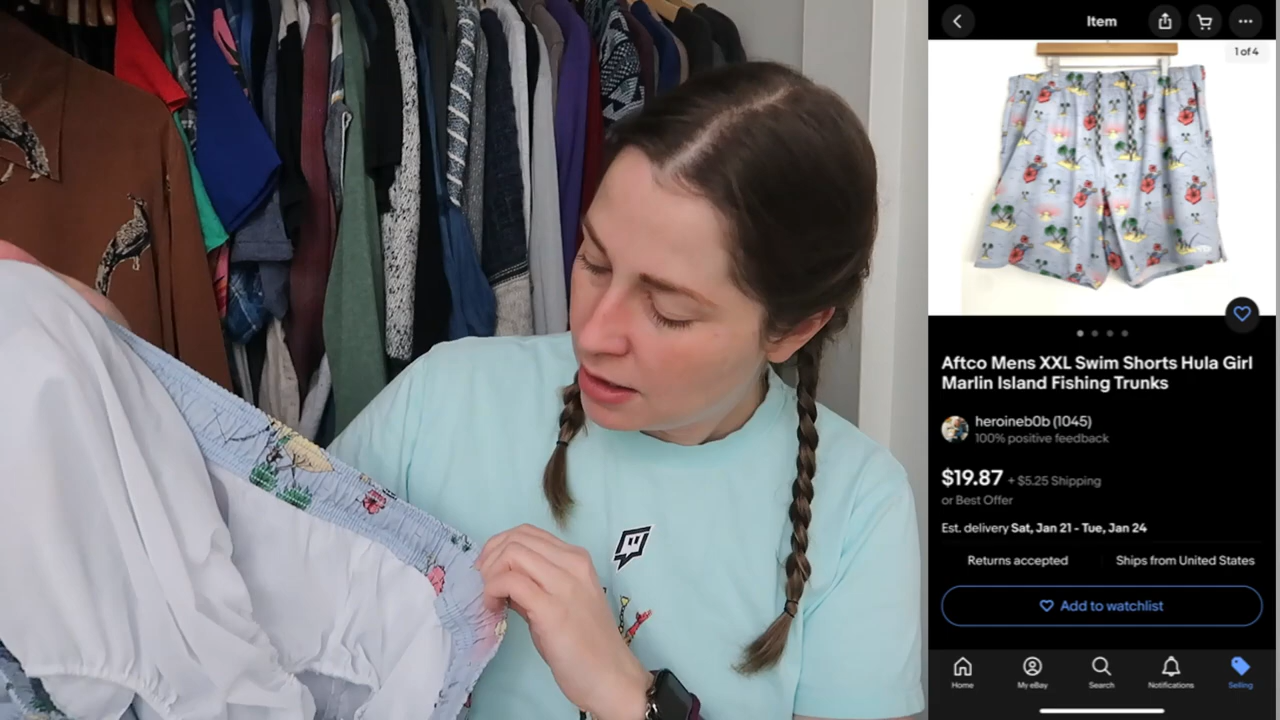 Item
1 of 4
Aftco Mens XXL Swim Shorts Hula Girl
Marlin Island Fishing Trunks
heroineb0b (1045)
100% positive feedback
$19.87 + $5.25 Shipping
or Best Offer
Est. delivery Sat, Jan 21 - Tue, Jan 24
Returns accepted
Ships from United States
Add to watchlist
Home
My eBay
Search
Notifications
Selling